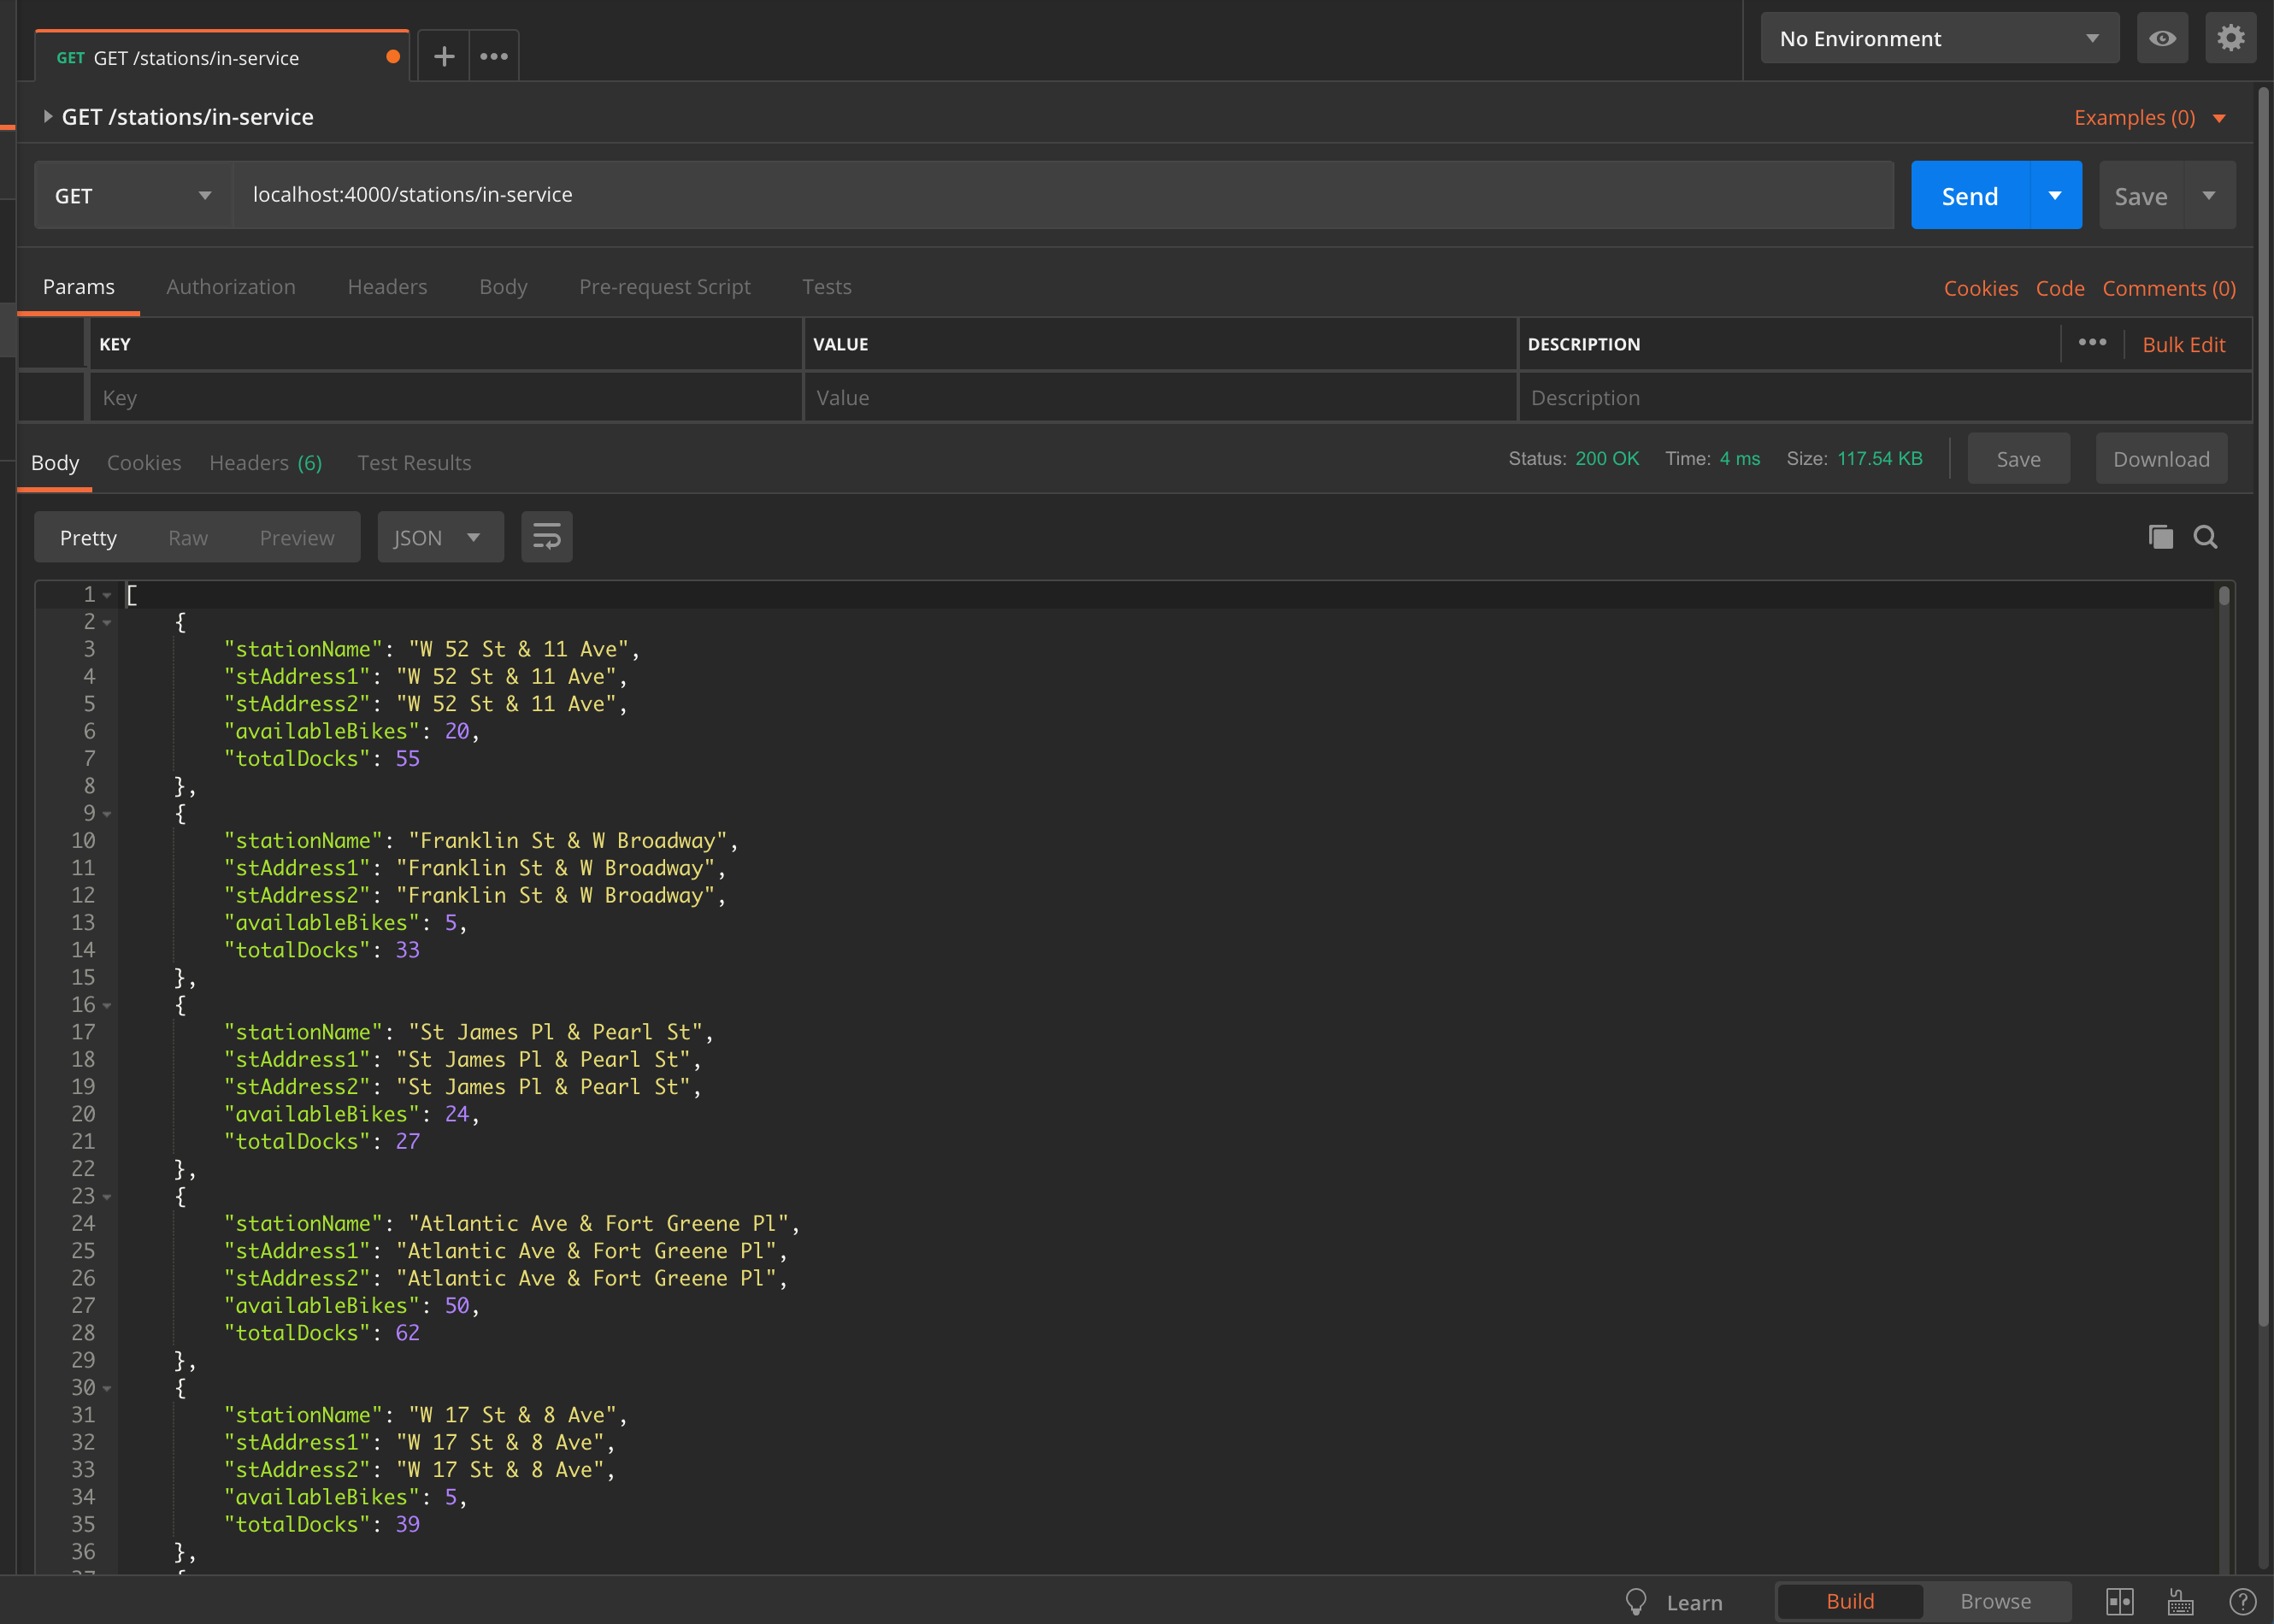 GET GET /stations/in-service
No Environment
GET /stations/in-service
Examples (0)
GET
localhost:4000/stations/in-service
Send
Save
Params Authorization Headers Body Pre-request Script Tests
Cookies Code Comments (0)
KEY VALUE DESCRIPTION
Bulk Edit
Key Value Description
Body Cookies Headers (6) Test Results
Status: 200 OK Time: 4 ms Size: 117.54 KB
Save
Download
Pretty Raw Preview
JSON
1 [
2 {
3 "stationName": "W 52 St & 11 Ave",
4 "stAddress1": "W 52 St & 11 Ave",
5 "stAddress2": "W 52 St & 11 Ave",
6 "availableBikes": 20,
7 "totalDocks": 55
8 },
9 {
10 "stationName": "Franklin St & W Broadway",
11 "stAddress1": "Franklin St & W Broadway",
12 "stAddress2": "Franklin St & W Broadway",
13 "availableBikes": 5,
14 "totalDocks": 33
15 },
16 {
17 "stationName": "St James Pl & Pearl St",
18 "stAddress1": "St James Pl & Pearl St",
19 "stAddress2": "St James Pl & Pearl St",
20 "availableBikes": 24,
21 "totalDocks": 27
22 },
23 {
24 "stationName": "Atlantic Ave & Fort Greene Pl",
25 "stAddress1": "Atlantic Ave & Fort Greene Pl",
26 "stAddress2": "Atlantic Ave & Fort Greene Pl",
27 "availableBikes": 50,
28 "totalDocks": 62
29 },
30 {
31 "stationName": "W 17 St & 8 Ave",
32 "stAddress1": "W 17 St & 8 Ave",
33 "stAddress2": "W 17 St & 8 Ave",
34 "availableBikes": 5,
35 "totalDocks": 39
36 },
Learn
Build
Browse